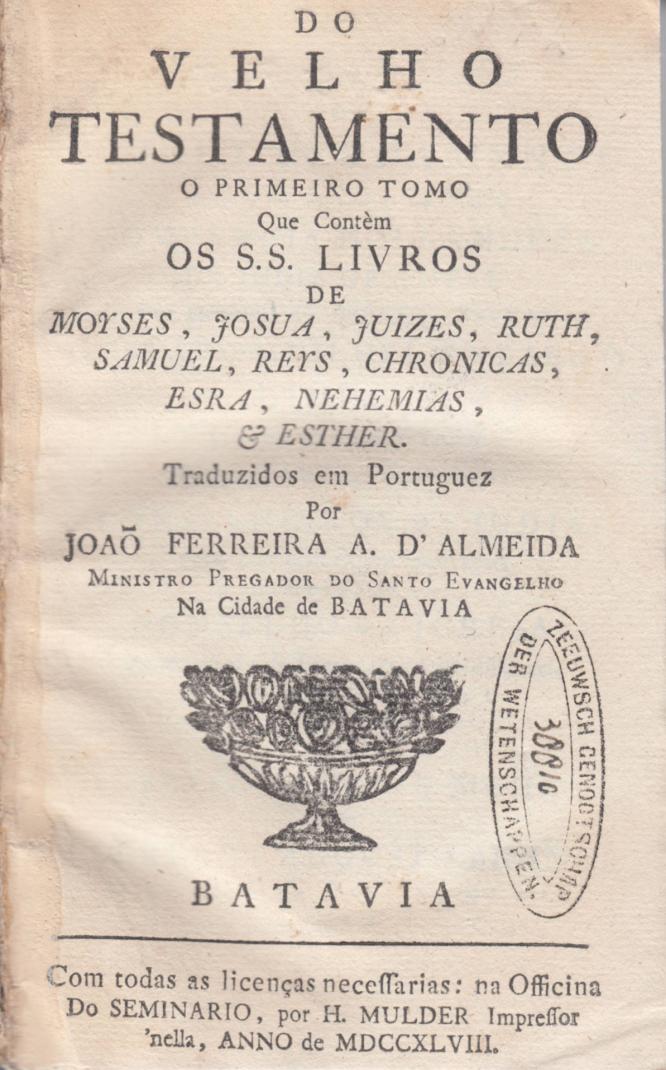 DO
VELHO
TESTAMENTO
O PRIMEIRO TOMO
Que Contèm
OS S.S. LIVROS
DE
MOYSES, JOSUA, JUIZES, RUTH,
SAMUEL, REYS, CHRONICAS,
ESRA, NEHEMIAS,
& ESTHER.
Traduzidos em Portuguez
Por
JOAÕ FERREIRA A. D' ALMEIDA
MINISTRO PREGADOR DO SANTO EVANGELHO
Na Cidade de BATAVIA
ZEEUWSCH GENOOTSCHAP
DER WETENSCHAPPEN.
BATAVIA
Com todas as licenças neceſſarias: na Officina
Do SEMINARIO, por H. MULDER Impreſſor
'nella, ANNO de MDCCXLVIII.